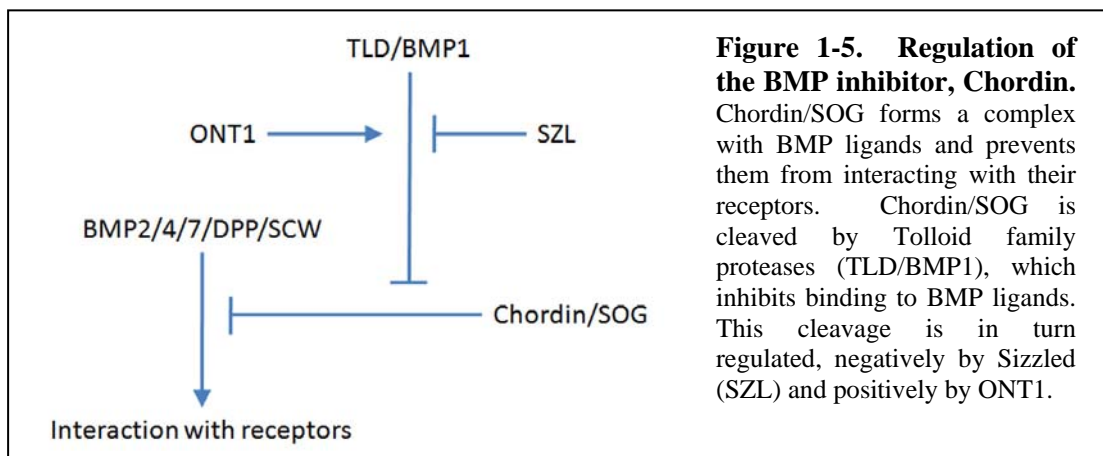 TLD/BMP1
ONT1
SZL
BMP2/4/7/DPP/SCW
Chordin/SOG
Interaction with receptors
Figure 1-5. Regulation of
the BMP inhibitor, Chordin.
Chordin/SOG forms a complex
with BMP ligands and prevents
them from interacting with their
receptors. Chordin/SOG is
cleaved by Tolloid family
proteases (TLD/BMP1), which
inhibits binding to BMP ligands.
This cleavage is in turn
regulated, negatively by Sizzled
(SZL) and positively by ONT1.